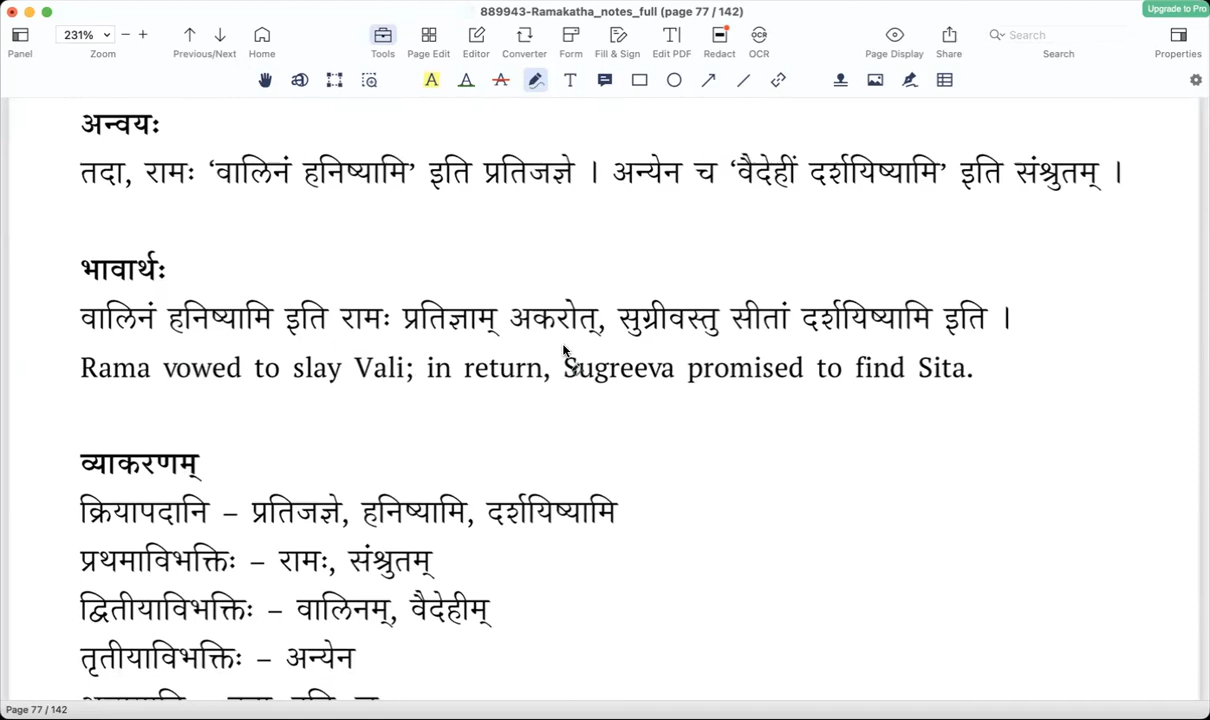 889943-Ramakatha_notes_full (page 77 / 142)
Upgrade to Pro
231%
Search
Panel Zoom Previous/Next Home Tools Page Edit Editor Converter Form Fill & Sign Edit PDF Redact OCR Page Display Share Search Properties
अन्वयः
तदा, रामः ‘वालिनं हनिष्यामि’ इति प्रतिजज्ञे । अन्येन च ‘वैदेहीं दर्शयिष्यामि’ इति संश्रुतम् ।
भावार्थः
वालिनं हनिष्यामि इति रामः प्रतिज्ञाम् अकरोत्, सुग्रीवस्तु सीतां दर्शयिष्यामि इति ।
Rama vowed to slay Vali; in return, Sugreeva promised to find Sita.
व्याकरणम्
क्रियापदानि – प्रतिजज्ञे, हनिष्यामि, दर्शयिष्यामि
प्रथमाविभक्तिः – रामः, संश्रुतम्
द्वितीयाविभक्तिः – वालिनम्, वैदेहीम्
तृतीयाविभक्तिः – अन्येन
Page 77 / 142